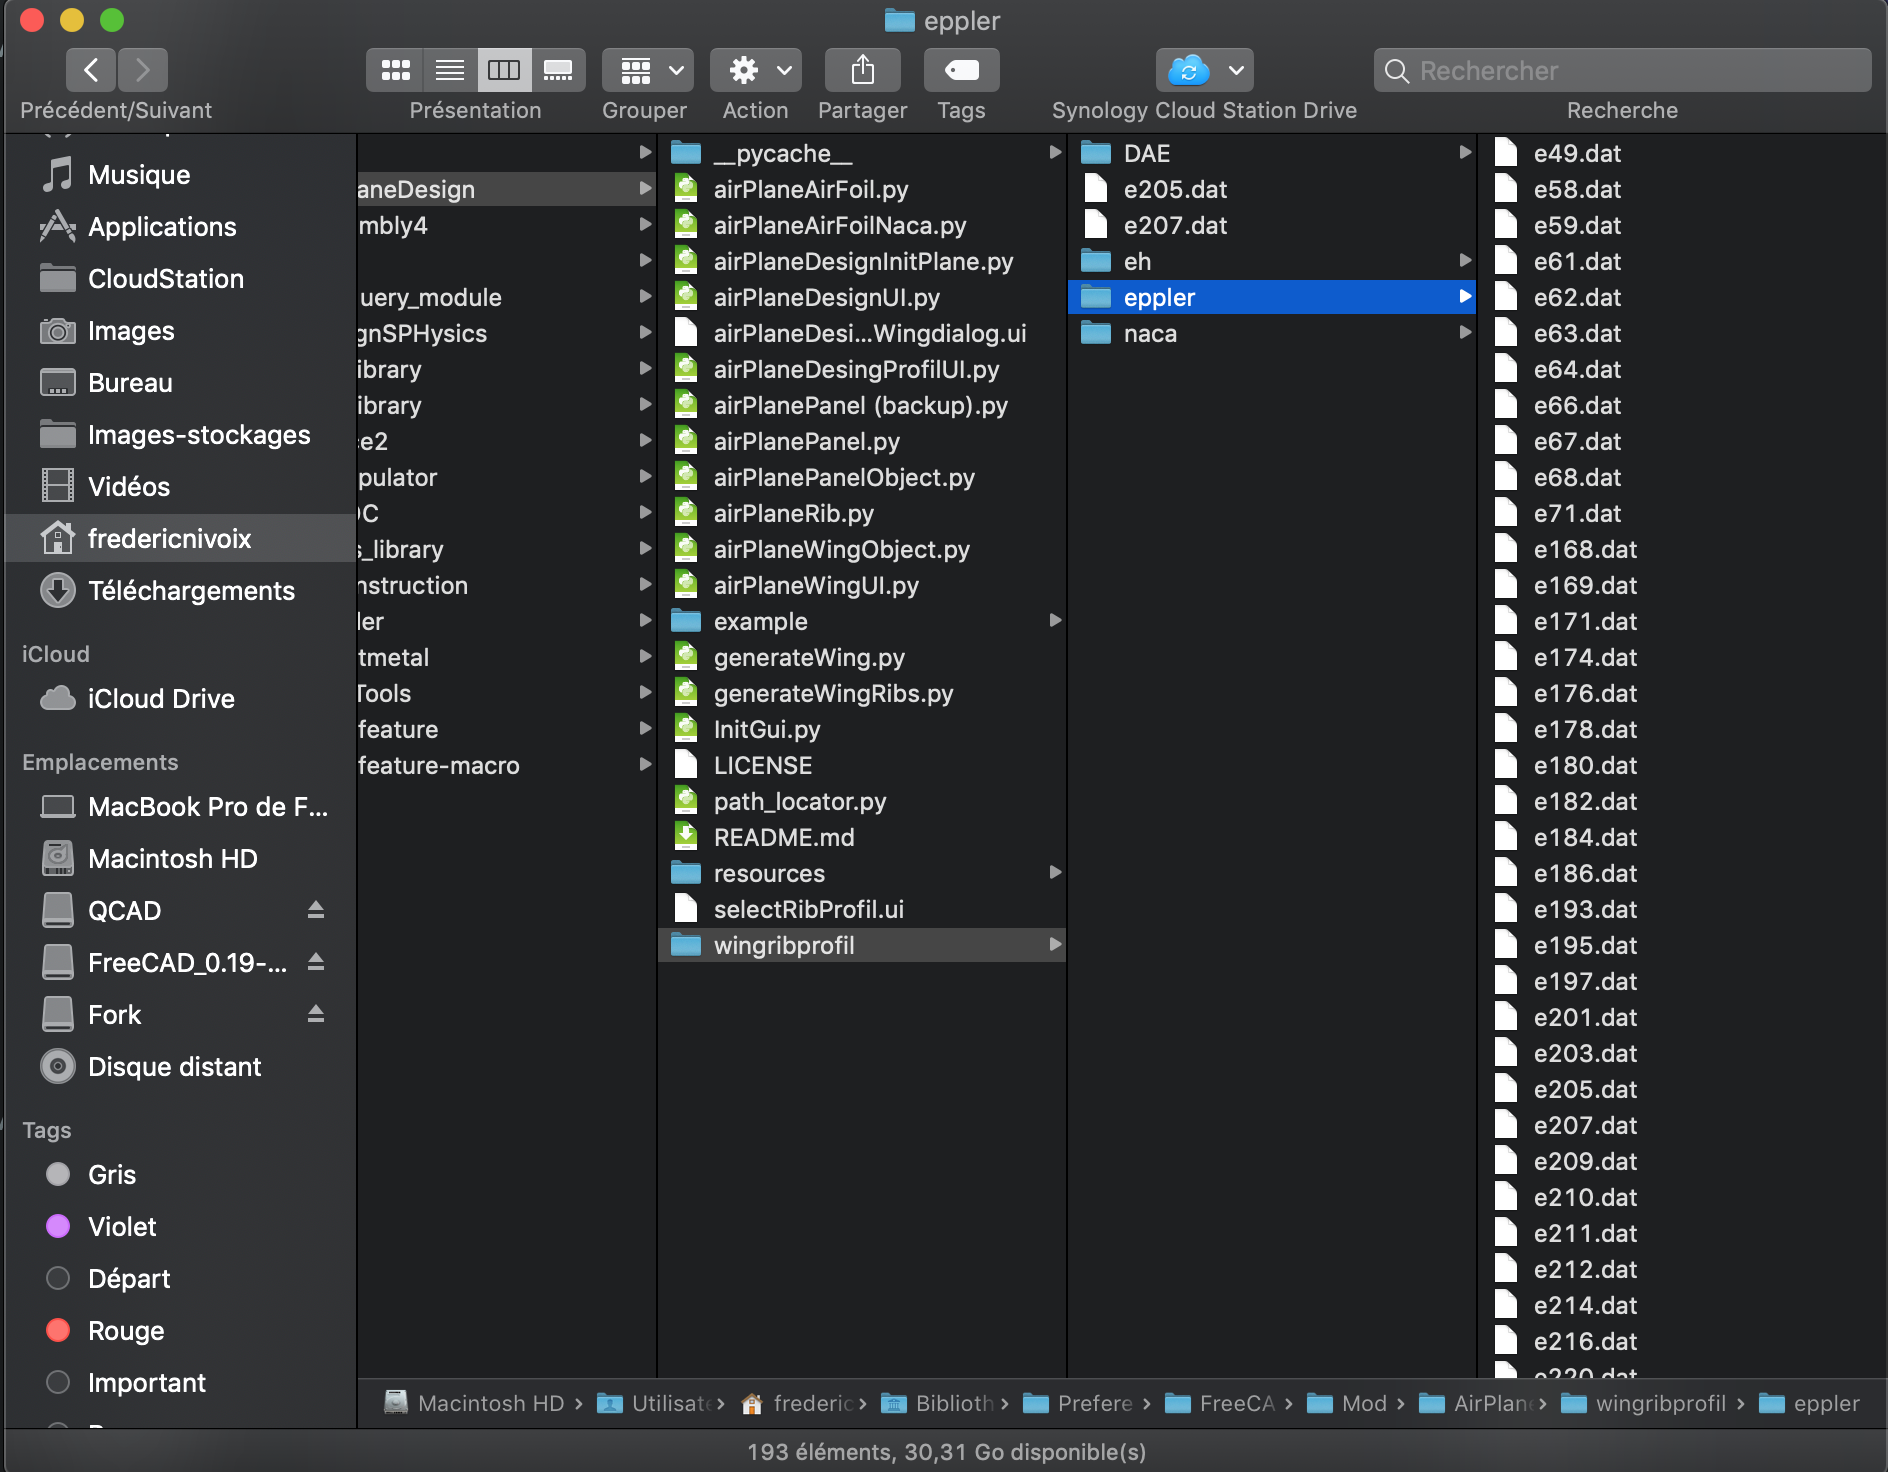 eppler
Rechercher
Précédent/Suivant
Présentation
Grouper
Action
Partager
Tags
Synology Cloud Station Drive
Recherche
Musique
Applications
CloudStation
Images
Bureau
Images-stockages
Vidéos
fredericnivoix
Téléchargements
iCloud
iCloud Drive
Emplacements
MacBook Pro de F...
Macintosh HD
QCAD
FreeCAD_0.19-...
Fork
Disque distant
Tags
Gris
Violet
Départ
Rouge
Important
aneDesign
mbly4
uery_module
gnSPHysics
ibrary
ibrary
e2
pulator
C
s_library
nstruction
ler
tmetal
Tools
feature
feature-macro
__pycache__
airPlaneAirFoil.py
airPlaneAirFoilNaca.py
airPlaneDesignInitPlane.py
airPlaneDesignUI.py
airPlaneDesi...Wingdialog.ui
airPlaneDesingProfilUI.py
airPlanePanel (backup).py
airPlanePanel.py
airPlanePanelObject.py
airPlaneRib.py
airPlaneWingObject.py
airPlaneWingUI.py
example
generateWing.py
generateWingRibs.py
InitGui.py
LICENSE
path_locator.py
README.md
resources
selectRibProfil.ui
wingribprofil
DAE
e205.dat
e207.dat
eh
eppler
naca
e49.dat
e58.dat
e59.dat
e61.dat
e62.dat
e63.dat
e64.dat
e66.dat
e67.dat
e68.dat
e71.dat
e168.dat
e169.dat
e171.dat
e174.dat
e176.dat
e178.dat
e180.dat
e182.dat
e184.dat
e186.dat
e193.dat
e195.dat
e197.dat
e201.dat
e203.dat
e205.dat
e207.dat
e209.dat
e210.dat
e211.dat
e212.dat
e214.dat
e216.dat
e220.dat
Macintosh HD › Utilisate › frederic › Biblioth › Prefere › FreeCA › Mod › AirPlane › wingribprofil › eppler
193 éléments, 30,31 Go disponible(s)